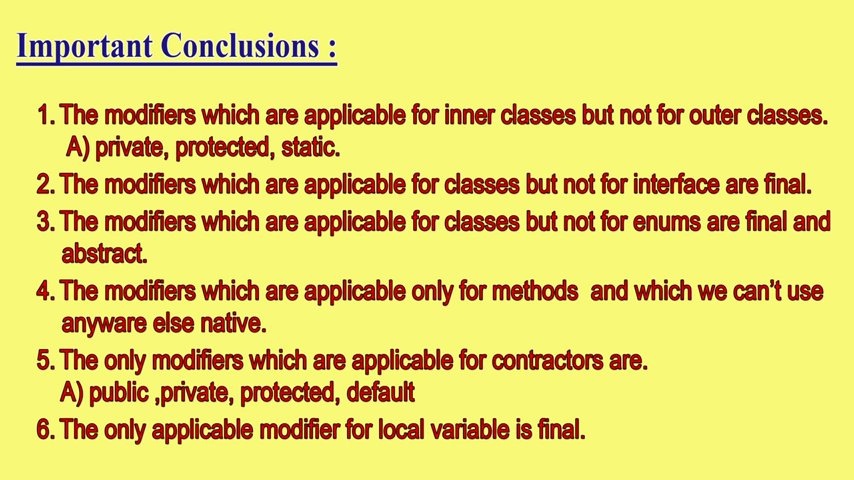 Important Conclusions :
1. The modifiers which are applicable for inner classes but not for outer classes.
A) private, protected, static.
2. The modifiers which are applicable for classes but not for interface are final.
3. The modifiers which are applicable for classes but not for enums are final and
abstract.
4. The modifiers which are applicable only for methods and which we can't use
anyware else native.
5. The only modifiers which are applicable for contractors are.
A) public ,private, protected, default
6. The only applicable modifier for local variable is final.